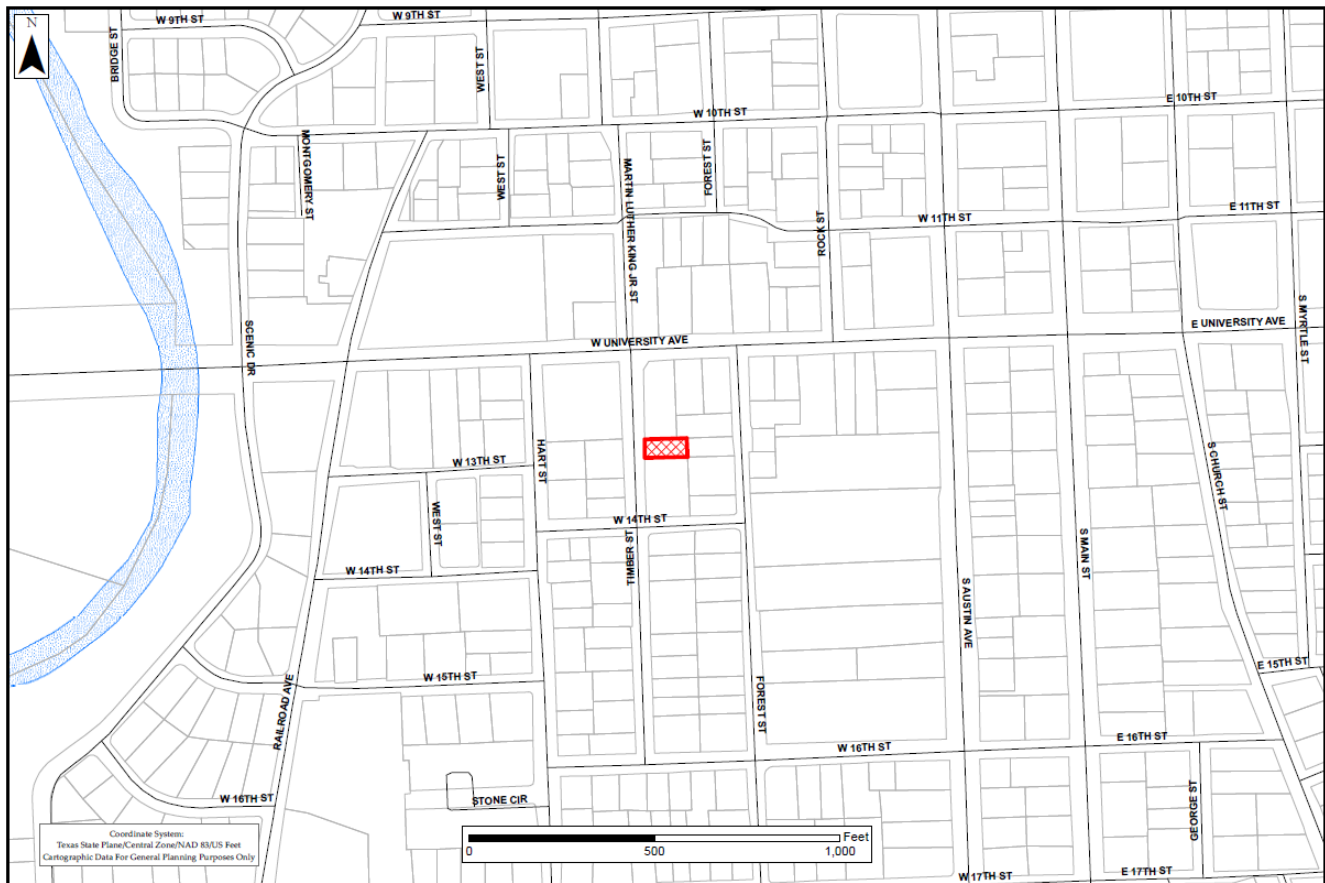 W 9TH ST
W 9TH ST
N
BRIDGE ST
WEST ST
E 10TH ST
W 10TH ST
MONTGOMERY ST
WEST ST
MARTIN LUTHER KING JR ST
FOREST ST
E 11TH ST
W 11TH ST
ROCK ST
SCENIC DR
S MYRTLE ST
E UNIVERSITY AVE
W UNIVERSITY AVE
HART ST
W 13TH ST
S CHURCH ST
WEST ST
W 14TH ST
TIMBER ST
S MAIN ST
W 14TH ST
S AUSTIN AVE
E 15TH ST
W 15TH ST
RAILROAD AVE
FOREST ST
E 16TH ST
W 16TH ST
W 16TH ST
STONE CIR
GEORGE ST
Coordinate System:
Texas State Plane/Central Zone/NAD 83/US Feet
Cartographic Data For General Planning Purposes Only
Feet
0 500 1,000
W 17TH ST
E 17TH ST